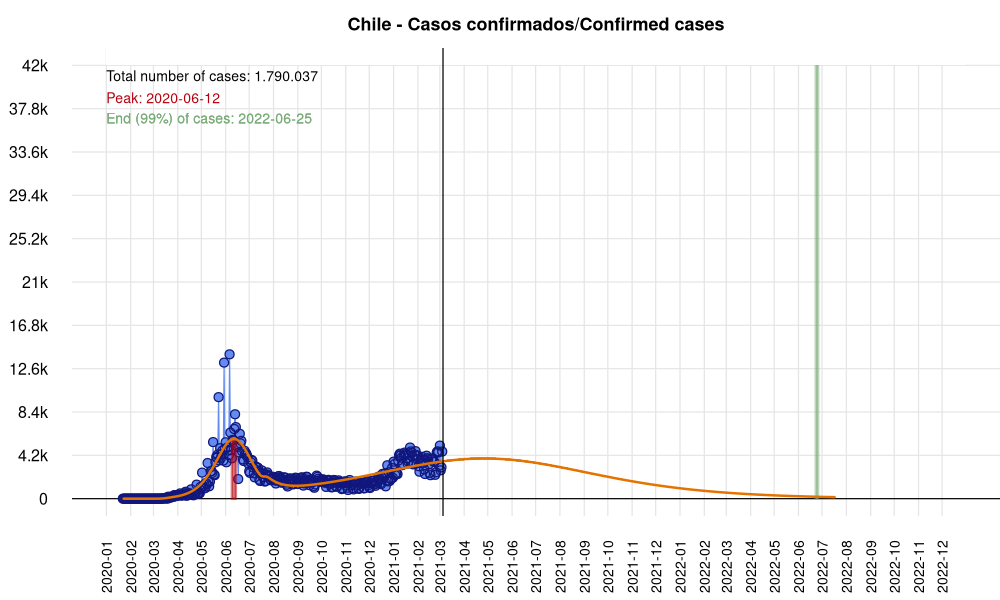 Chile - Casos confirmados/Confirmed cases
Total number of cases: 1.790.037
Peak: 2020-06-12
End (99%) of cases: 2022-06-25
42k
37.8k
33.6k
29.4k
25.2k
21k
16.8k
12.6k
8.4k
4.2k
0
2020-01
2020-02
2020-03
2020-04
2020-05
2020-06
2020-07
2020-08
2020-09
2020-10
2020-11
2020-12
2021-01
2021-03
2021-04
2021-05
2021-06
2021-07
2021-08
2021-09
2021-10
2021-11
2021-12
2022-01
2022-02
2022-03
2022-04
2022-05
2022-06
2022-07
2022-08
2022-09
2022-10
2022-11
2022-12